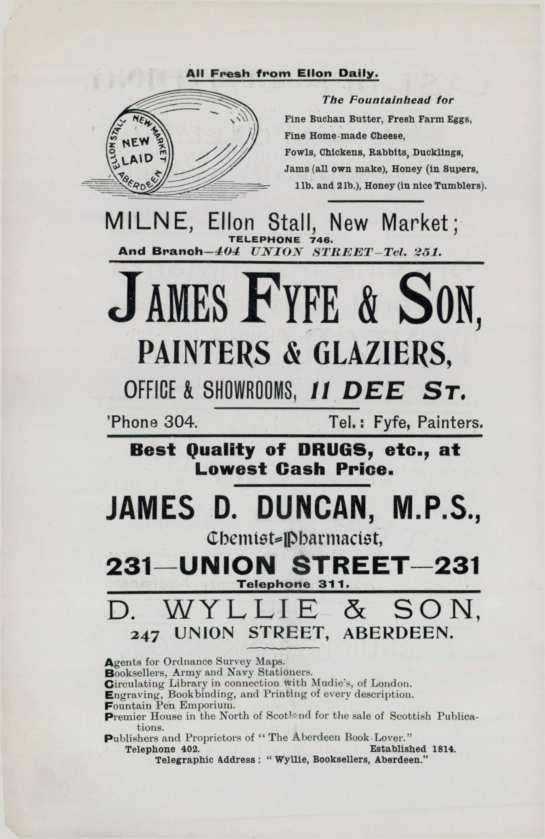 All Fresh from Ellon Daily.
ELLON STALL NEW MARKET
NEW
LAID
ABERDEEN
The Fountainhead for
Fine Buchan Butter, Fresh Farm Eggs,
Fine Home-made Cheese,
Fowls, Chickens, Rabbits, Ducklings,
Jams (all own make), Honey (in Supers,
1lb. and 2lb.), Honey (in nice Tumblers).
MILNE, Ellon Stall, New Market;
TELEPHONE 746.
And Branch—404 UNION STREET—Tel. 251.
JAMES FYFE & SON,
PAINTERS & GLAZIERS,
OFFICE & SHOWROOMS, 11 DEE ST.
'Phone 304. Tel.: Fyfe, Painters.
Best Quality of DRUGS, etc., at
Lowest Cash Price.
JAMES D. DUNCAN, M.P.S.,
Chemist-Pharmacist,
231—UNION STREET—231
Telephone 311.
D. WYLLIE & SON,
247 UNION STREET, ABERDEEN.
Agents for Ordnance Survey Maps.
Booksellers, Army and Navy Stationers.
Circulating Library in connection with Mudie's, of London.
Engraving, Bookbinding, and Printing of every description.
Fountain Pen Emporium.
Premier House in the North of Scotland for the sale of Scottish Publica-
tions.
Publishers and Proprietors of "The Aberdeen Book-Lover."
Telephone 402. Established 1814.
Telegraphic Address: "Wyllie, Booksellers, Aberdeen."